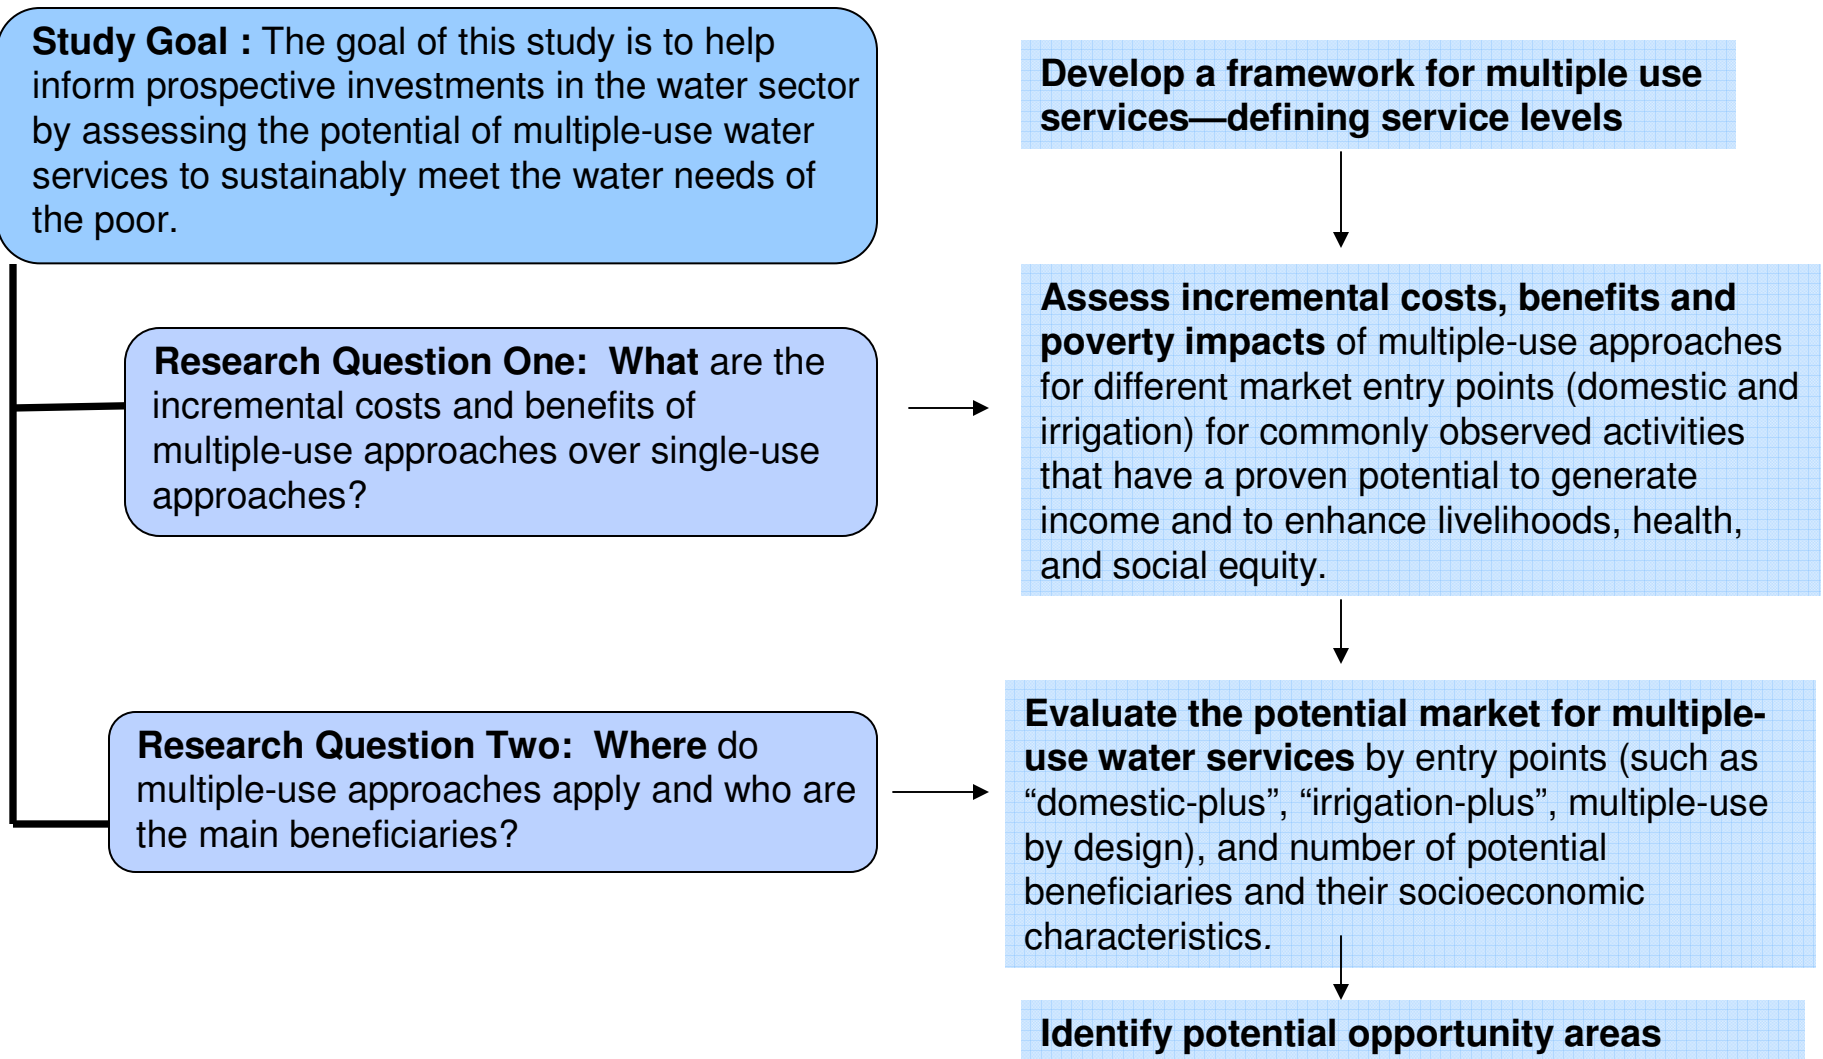 Study Goal : The goal of this study is to help
inform prospective investments in the water sector
by assessing the potential of multiple-use water
services to sustainably meet the water needs of
the poor.
Research Question One:  What are the
incremental costs and benefits of
multiple-use approaches over single-use
approaches?
Research Question Two:  Where do
multiple-use approaches apply and who are
the main beneficiaries?
Develop a framework for multiple use
services—defining service levels
Assess incremental costs, benefits and
poverty impacts of multiple-use approaches
for different market entry points (domestic and
irrigation) for commonly observed activities
that have a proven potential to generate
income and to enhance livelihoods, health,
and social equity.
Evaluate the potential market for multiple-
use water services by entry points (such as
“domestic-plus”, “irrigation-plus”, multiple-use
by design), and number of potential
beneficiaries and their socioeconomic
characteristics.
Identify potential opportunity areas